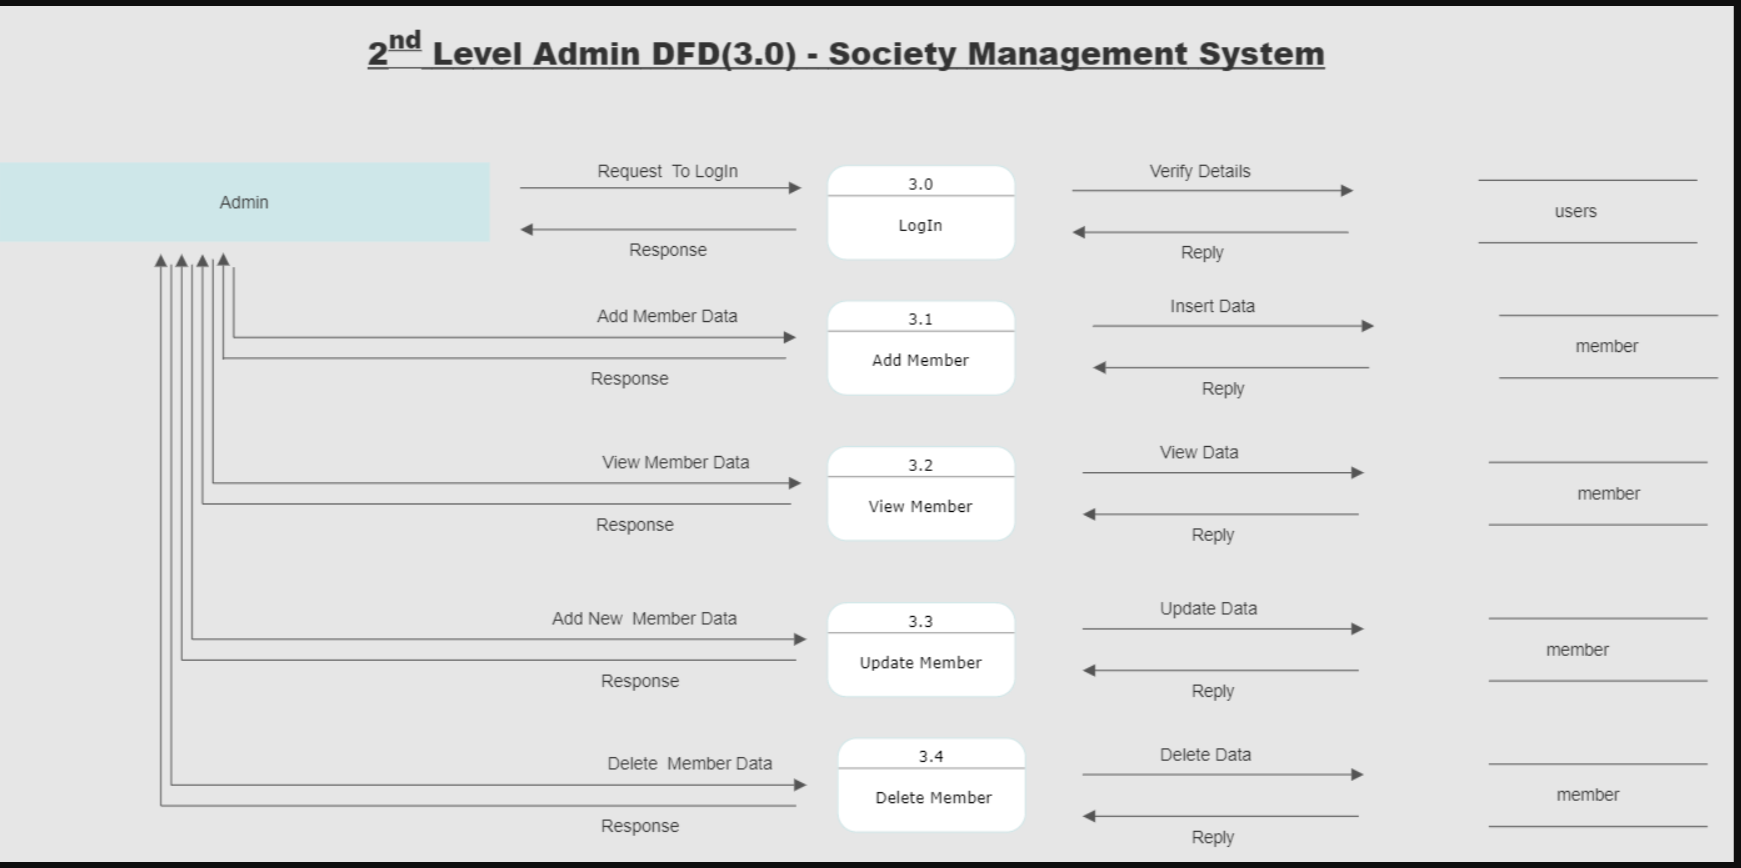 2nd Level Admin DFD(3.0) - Society Management System
Admin
Request To LogIn
Response
3.0
LogIn
Verify Details
Reply
users
Add Member Data
Response
3.1
Add Member
Insert Data
Reply
member
View Member Data
Response
3.2
View Member
View Data
Reply
member
Add New Member Data
Response
3.3
Update Member
Update Data
Reply
member
Delete Member Data
Response
3.4
Delete Member
Delete Data
Reply
member